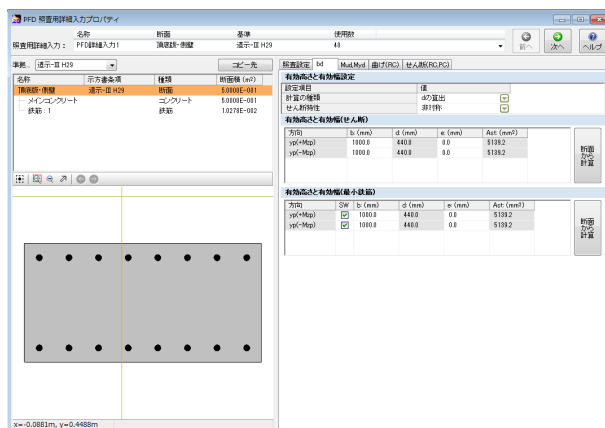 PFD 照査用詳細入力プロパティ
名称 断面 基準 使用数
照査用詳細入力： PFD詳細入力1 頂底版・側壁 道示-Ⅲ H29 48
前へ 次へ ヘルプ
準拠. 道示-Ⅲ H29 コピー先
名称 示方書条項 種類 断面積 (m²)
頂底版・側壁 道示-Ⅲ H29 断面 5.0000E-001
メインコンクリート コンクリート 5.0000E-001
鉄筋 : 1 鉄筋 1.0278E-002
照査設定 bd Mud,Myd 曲げ(RC) せん断(RC,PC)
有効高さと有効幅設定
設定項目 値
計算の種類 dの算出
せん断特性 非対称
有効高さと有効幅(せん断)
方向 b: (mm) d: (mm) e: (mm) Ast: (mm²)
yp(+Mzp) 1000.0 440.0 0.0 5139.2
yp(-Mzp) 1000.0 440.0 0.0 5139.2
断面から計算
有効高さと有効幅(最小鉄筋)
方向 SW b: (mm) d: (mm) e: (mm) Ast: (mm²)
yp(+Mzp) 1000.0 440.0 0.0 5139.2
yp(-Mzp) 1000.0 440.0 0.0 5139.2
断面から計算
x=-0.0881m, y=0.4488m